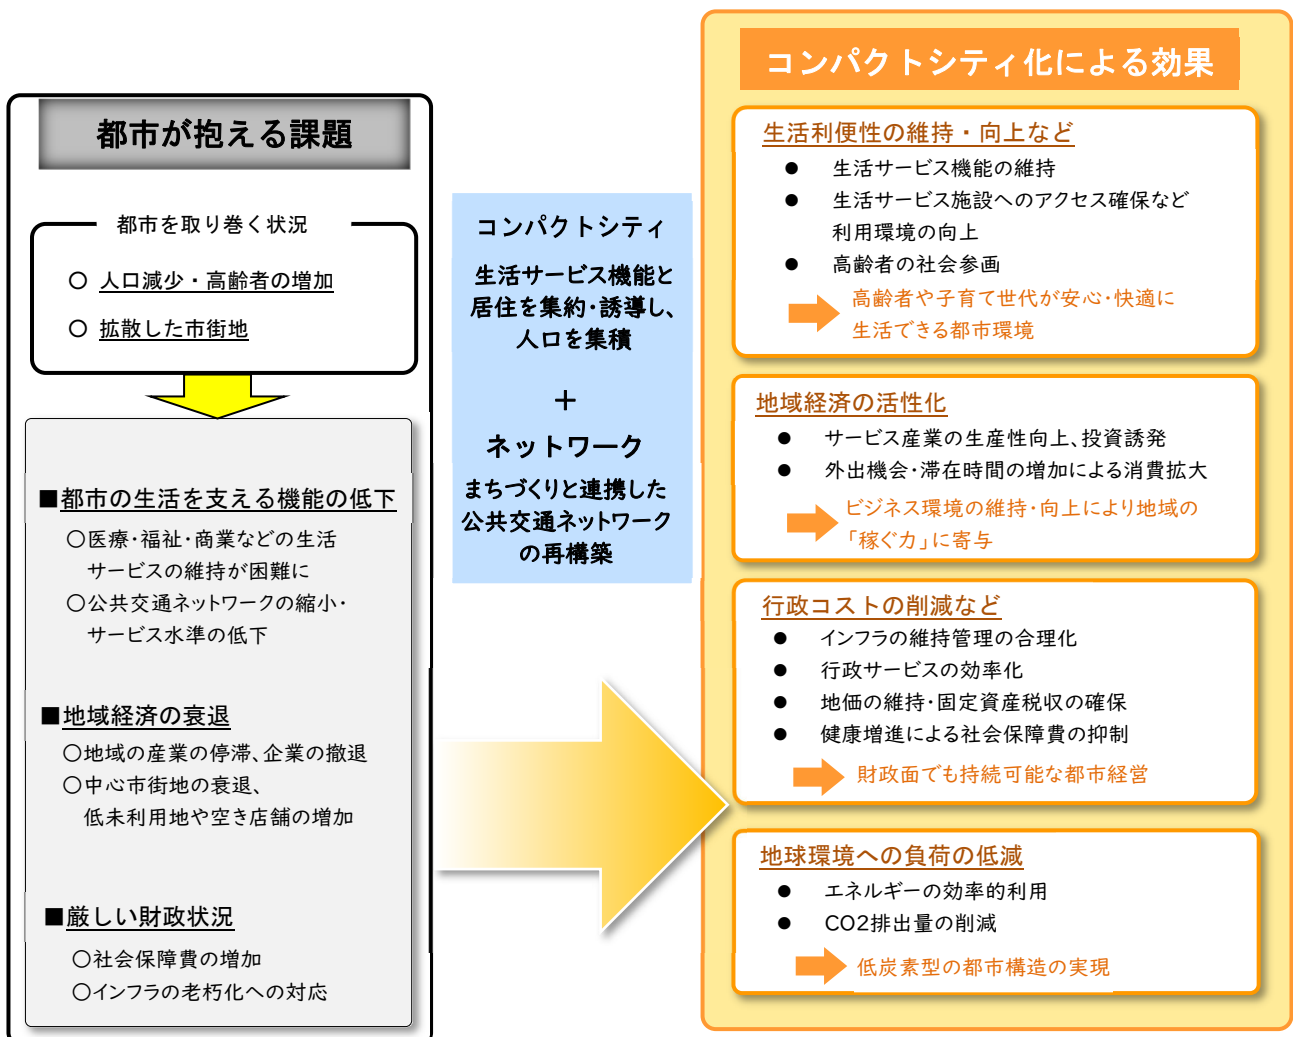 都市が抱える課題
都市を取り巻く状況
○ 人口減少・高齢者の増加
○ 拡散した市街地
■都市の生活を支える機能の低下
○医療・福祉・商業などの生活
サービスの維持が困難に
○公共交通ネットワークの縮小・
サービス水準の低下
■地域経済の衰退
○地域の産業の停滞、企業の撤退
○中心市街地の衰退、
低未利用地や空き店舗の増加
■厳しい財政状況
○社会保障費の増加
○インフラの老朽化への対応
コンパクトシティ
生活サービス機能と
居住を集約・誘導し、
人口を集積
＋
ネットワーク
まちづくりと連携した
公共交通ネットワーク
の再構築
コンパクトシティ化による効果
生活利便性の維持・向上など
● 生活サービス機能の維持
● 生活サービス施設へのアクセス確保など
利用環境の向上
● 高齢者の社会参画
高齢者や子育て世代が安心・快適に
生活できる都市環境
地域経済の活性化
● サービス産業の生産性向上、投資誘発
● 外出機会・滞在時間の増加による消費拡大
ビジネス環境の維持・向上により地域の
「稼ぐ力」に寄与
行政コストの削減など
● インフラの維持管理の合理化
● 行政サービスの効率化
● 地価の維持・固定資産税収の確保
● 健康増進による社会保障費の抑制
財政面でも持続可能な都市経営
地球環境への負荷の低減
● エネルギーの効率的利用
● CO2排出量の削減
低炭素型の都市構造の実現